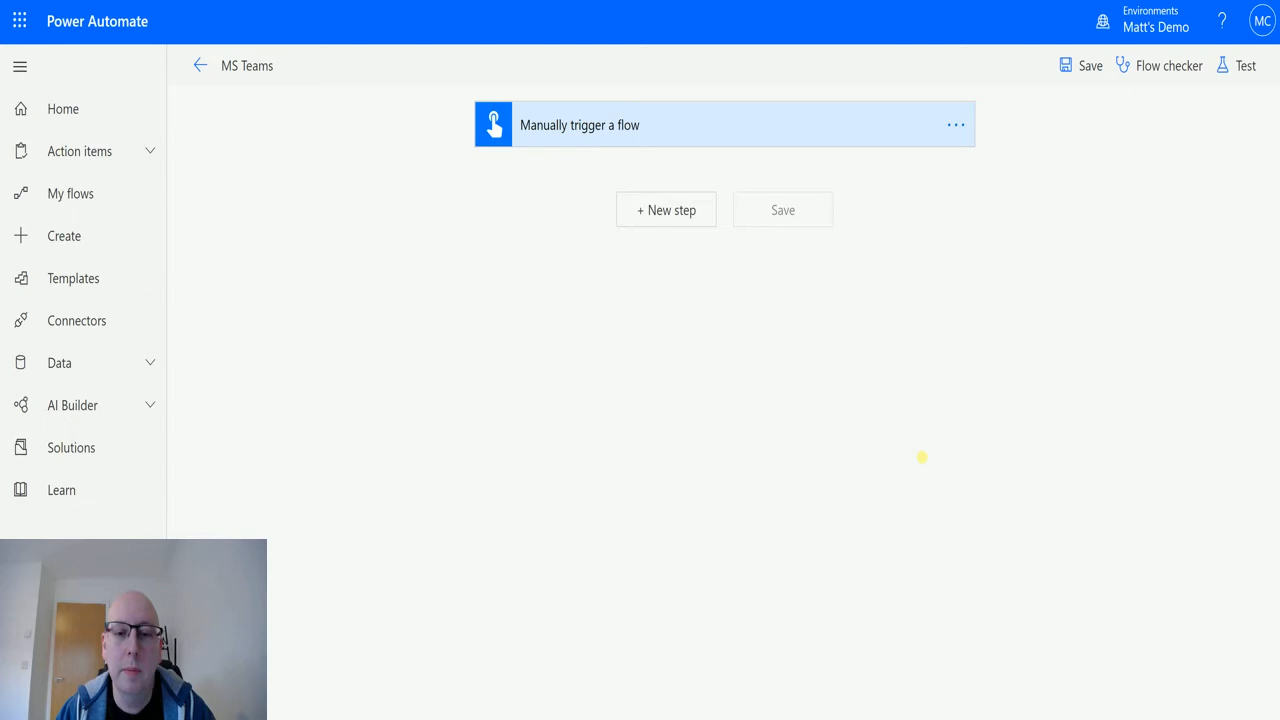 Power Automate
Environments
Matt's Demo
?
MC
MS Teams
Save
Flow checker
Test
Home
Action items
My flows
Create
Templates
Connectors
Data
AI Builder
Solutions
Learn
Manually trigger a flow
...
+ New step
Save